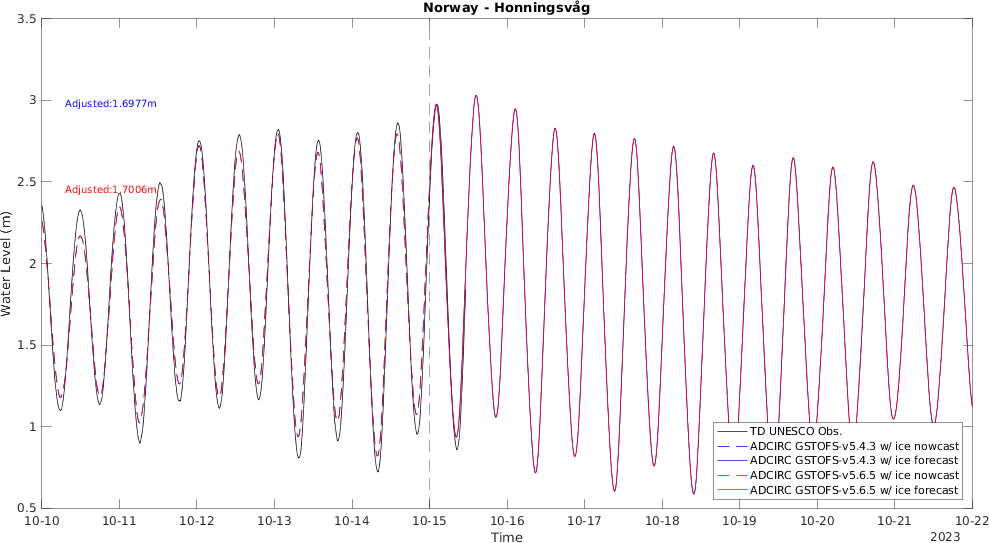 Norway - Honningsvåg
3.5
3
2.5
2
1.5
1
0.5
Water Level (m)
Adjusted:1.6977m
Adjusted:1.7006m
TD UNESCO Obs.
ADCIRC GSTOFS-v5.4.3 w/ ice nowcast
ADCIRC GSTOFS-v5.4.3 w/ ice forecast
ADCIRC GSTOFS-v5.6.5 w/ ice nowcast
ADCIRC GSTOFS-v5.6.5 w/ ice forecast
10-10 10-11 10-12 10-13 10-14 10-15 10-16 10-17 10-18 10-19 10-20 10-21 10-22
Time
2023